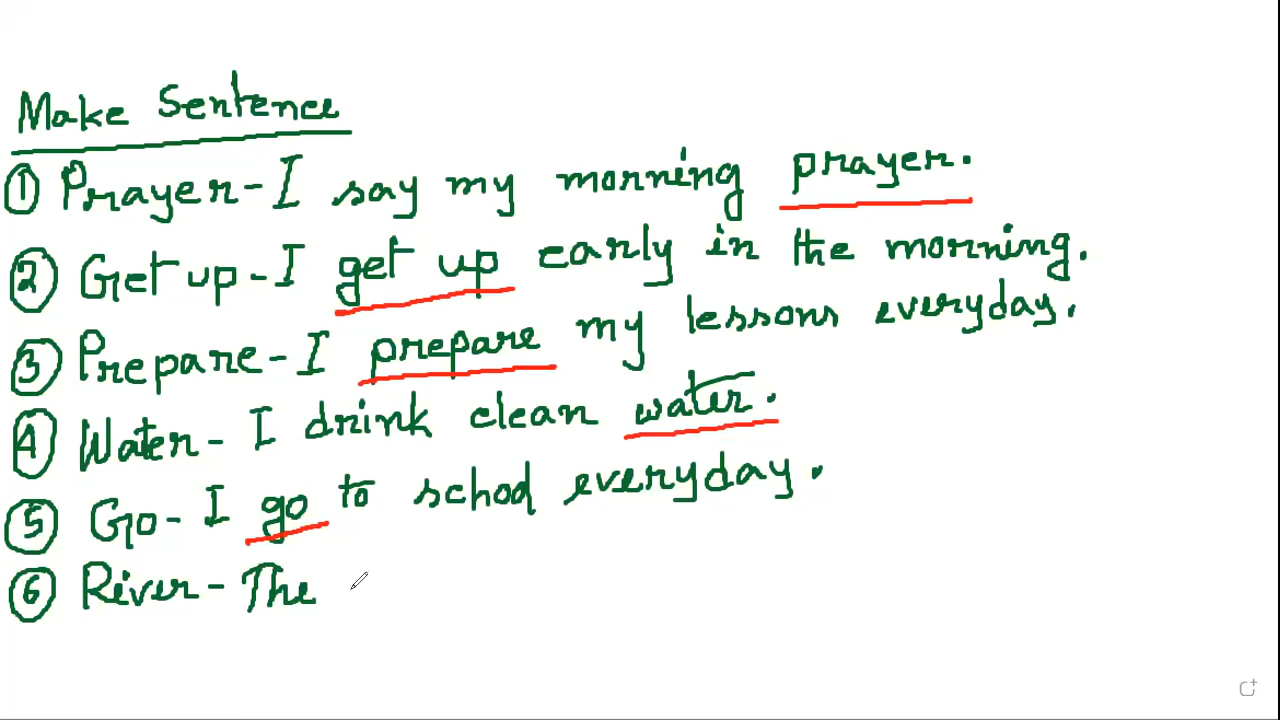 Make Sentence
① Prayer - I say my morning prayer.
② Get up - I get up early in the morning.
③ Prepare - I prepare my lessons everyday.
④ Water - I drink clean water.
⑤ Go - I go to school everyday.
⑥ River - The